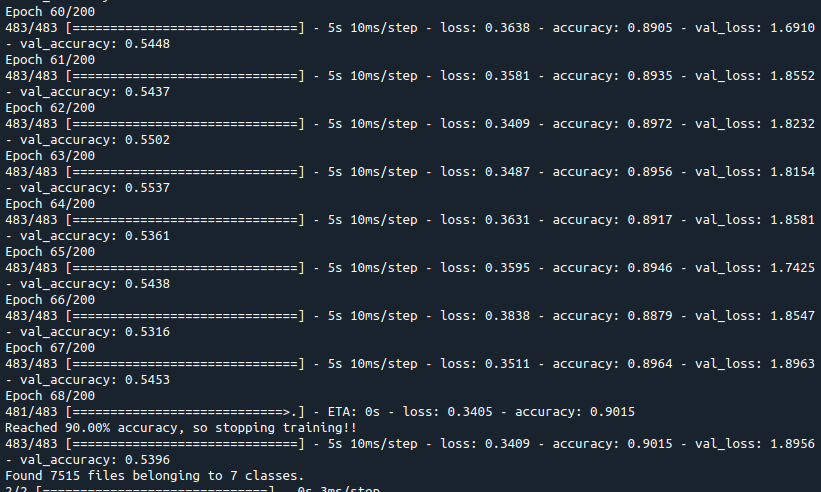 Epoch 60/200
483/483 [==============================] - 5s 10ms/step - loss: 0.3638 - accuracy: 0.8905 - val_loss: 1.6910
- val_accuracy: 0.5448
Epoch 61/200
483/483 [==============================] - 5s 10ms/step - loss: 0.3581 - accuracy: 0.8935 - val_loss: 1.8552
- val_accuracy: 0.5437
Epoch 62/200
483/483 [==============================] - 5s 10ms/step - loss: 0.3409 - accuracy: 0.8972 - val_loss: 1.8232
- val_accuracy: 0.5502
Epoch 63/200
483/483 [==============================] - 5s 10ms/step - loss: 0.3487 - accuracy: 0.8956 - val_loss: 1.8154
- val_accuracy: 0.5537
Epoch 64/200
483/483 [==============================] - 5s 10ms/step - loss: 0.3631 - accuracy: 0.8917 - val_loss: 1.8581
- val_accuracy: 0.5361
Epoch 65/200
483/483 [==============================] - 5s 10ms/step - loss: 0.3595 - accuracy: 0.8946 - val_loss: 1.7425
- val_accuracy: 0.5438
Epoch 66/200
483/483 [==============================] - 5s 10ms/step - loss: 0.3838 - accuracy: 0.8879 - val_loss: 1.8547
- val_accuracy: 0.5316
Epoch 67/200
483/483 [==============================] - 5s 10ms/step - loss: 0.3511 - accuracy: 0.8964 - val_loss: 1.8963
- val_accuracy: 0.5453
Epoch 68/200
481/483 [============================>.] - ETA: 0s - loss: 0.3405 - accuracy: 0.9015
Reached 90.00% accuracy, so stopping training!!
483/483 [==============================] - 5s 10ms/step - loss: 0.3409 - accuracy: 0.9015 - val_loss: 1.8956
- val_accuracy: 0.5396
Found 7515 files belonging to 7 classes.
2/2 [==============================] - 0s 3ms/step